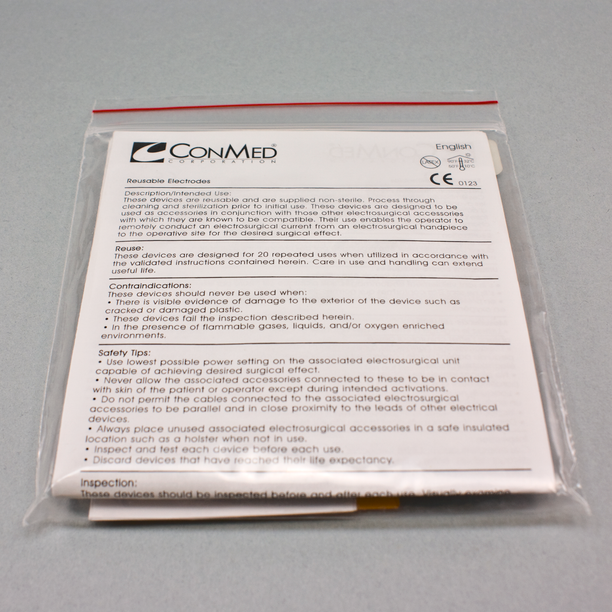 CONMED®
CORPORATION
English
Latex
CE 0123
Reusable Electrodes
Description/Intended Use:
These devices are reusable and are supplied non-sterile. Process through
cleaning and sterilization prior to initial use. These devices are designed to be
used as accessories in conjunction with those other electrosurgical accessories
with which they are known to be compatible. Their use enables the operator to
remotely conduct an electrosurgical current from an electrosurgical handpiece
to the operative site for the desired surgical effect.
Reuse:
These devices are designed for 20 repeated uses when utilized in accordance with
the validated instructions contained herein. Care in use and handling can extend
useful life.
Contraindications:
These devices should never be used when:
• There is visible evidence of damage to the exterior of the device such as
cracked or damaged plastic.
• These devices fail the inspection described herein.
• In the presence of flammable gases, liquids, and/or oxygen enriched
environments.
Safety Tips:
• Use lowest possible power setting on the associated electrosurgical unit
capable of achieving desired surgical effect.
• Never allow the associated accessories connected to these to be in contact
with skin of the patient or operator except during intended activations.
• Do not permit the cables connected to the associated electrosurgical
accessories to be parallel and in close proximity to the leads of other electrical
devices.
• Always place unused associated electrosurgical accessories in a safe insulated
location such as a holster when not in use.
• Inspect and test each device before each use.
• Discard devices that have reached their life expectancy.
Inspection:
These devices should be inspected before and after each use. Visually examine